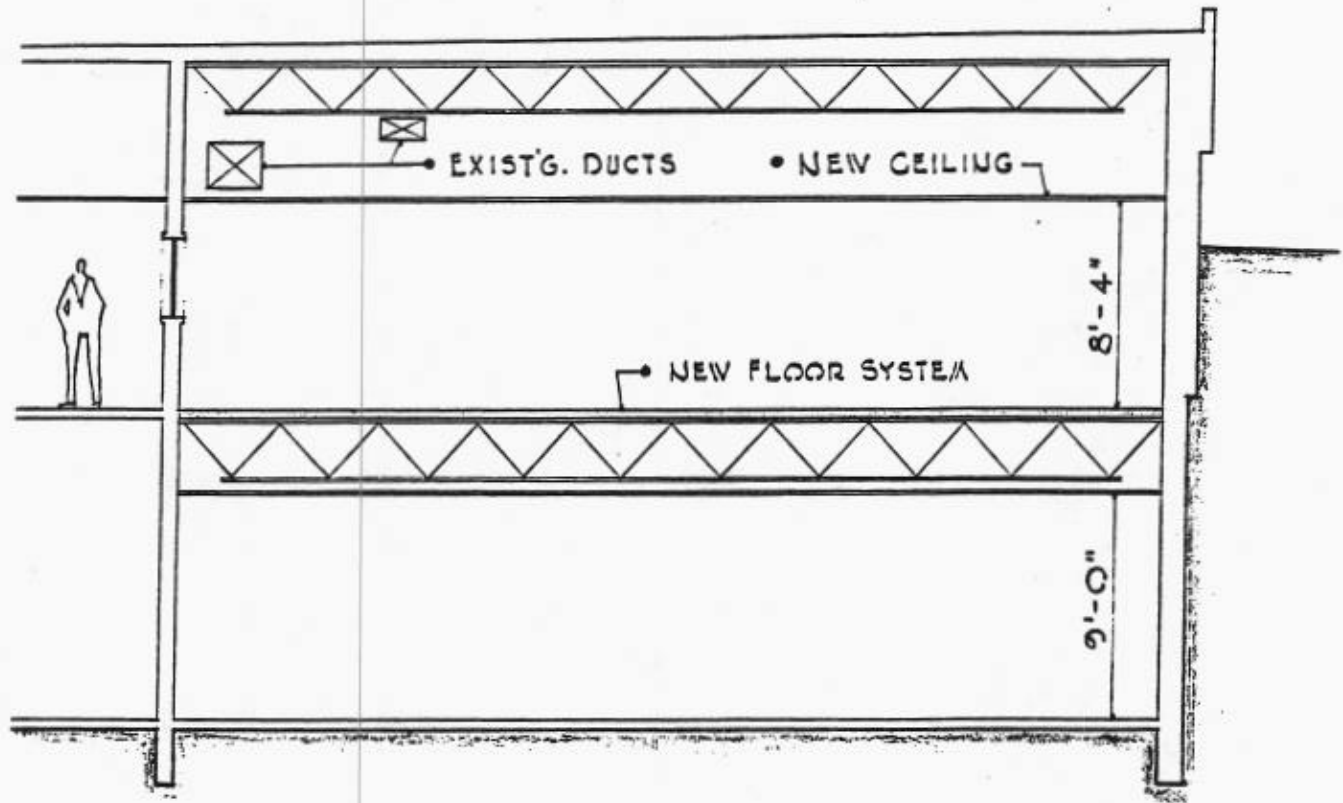 • EXIST'G. DUCTS
• NEW CEILING
8'-4"
• NEW FLOOR SYSTEM
9'-0"